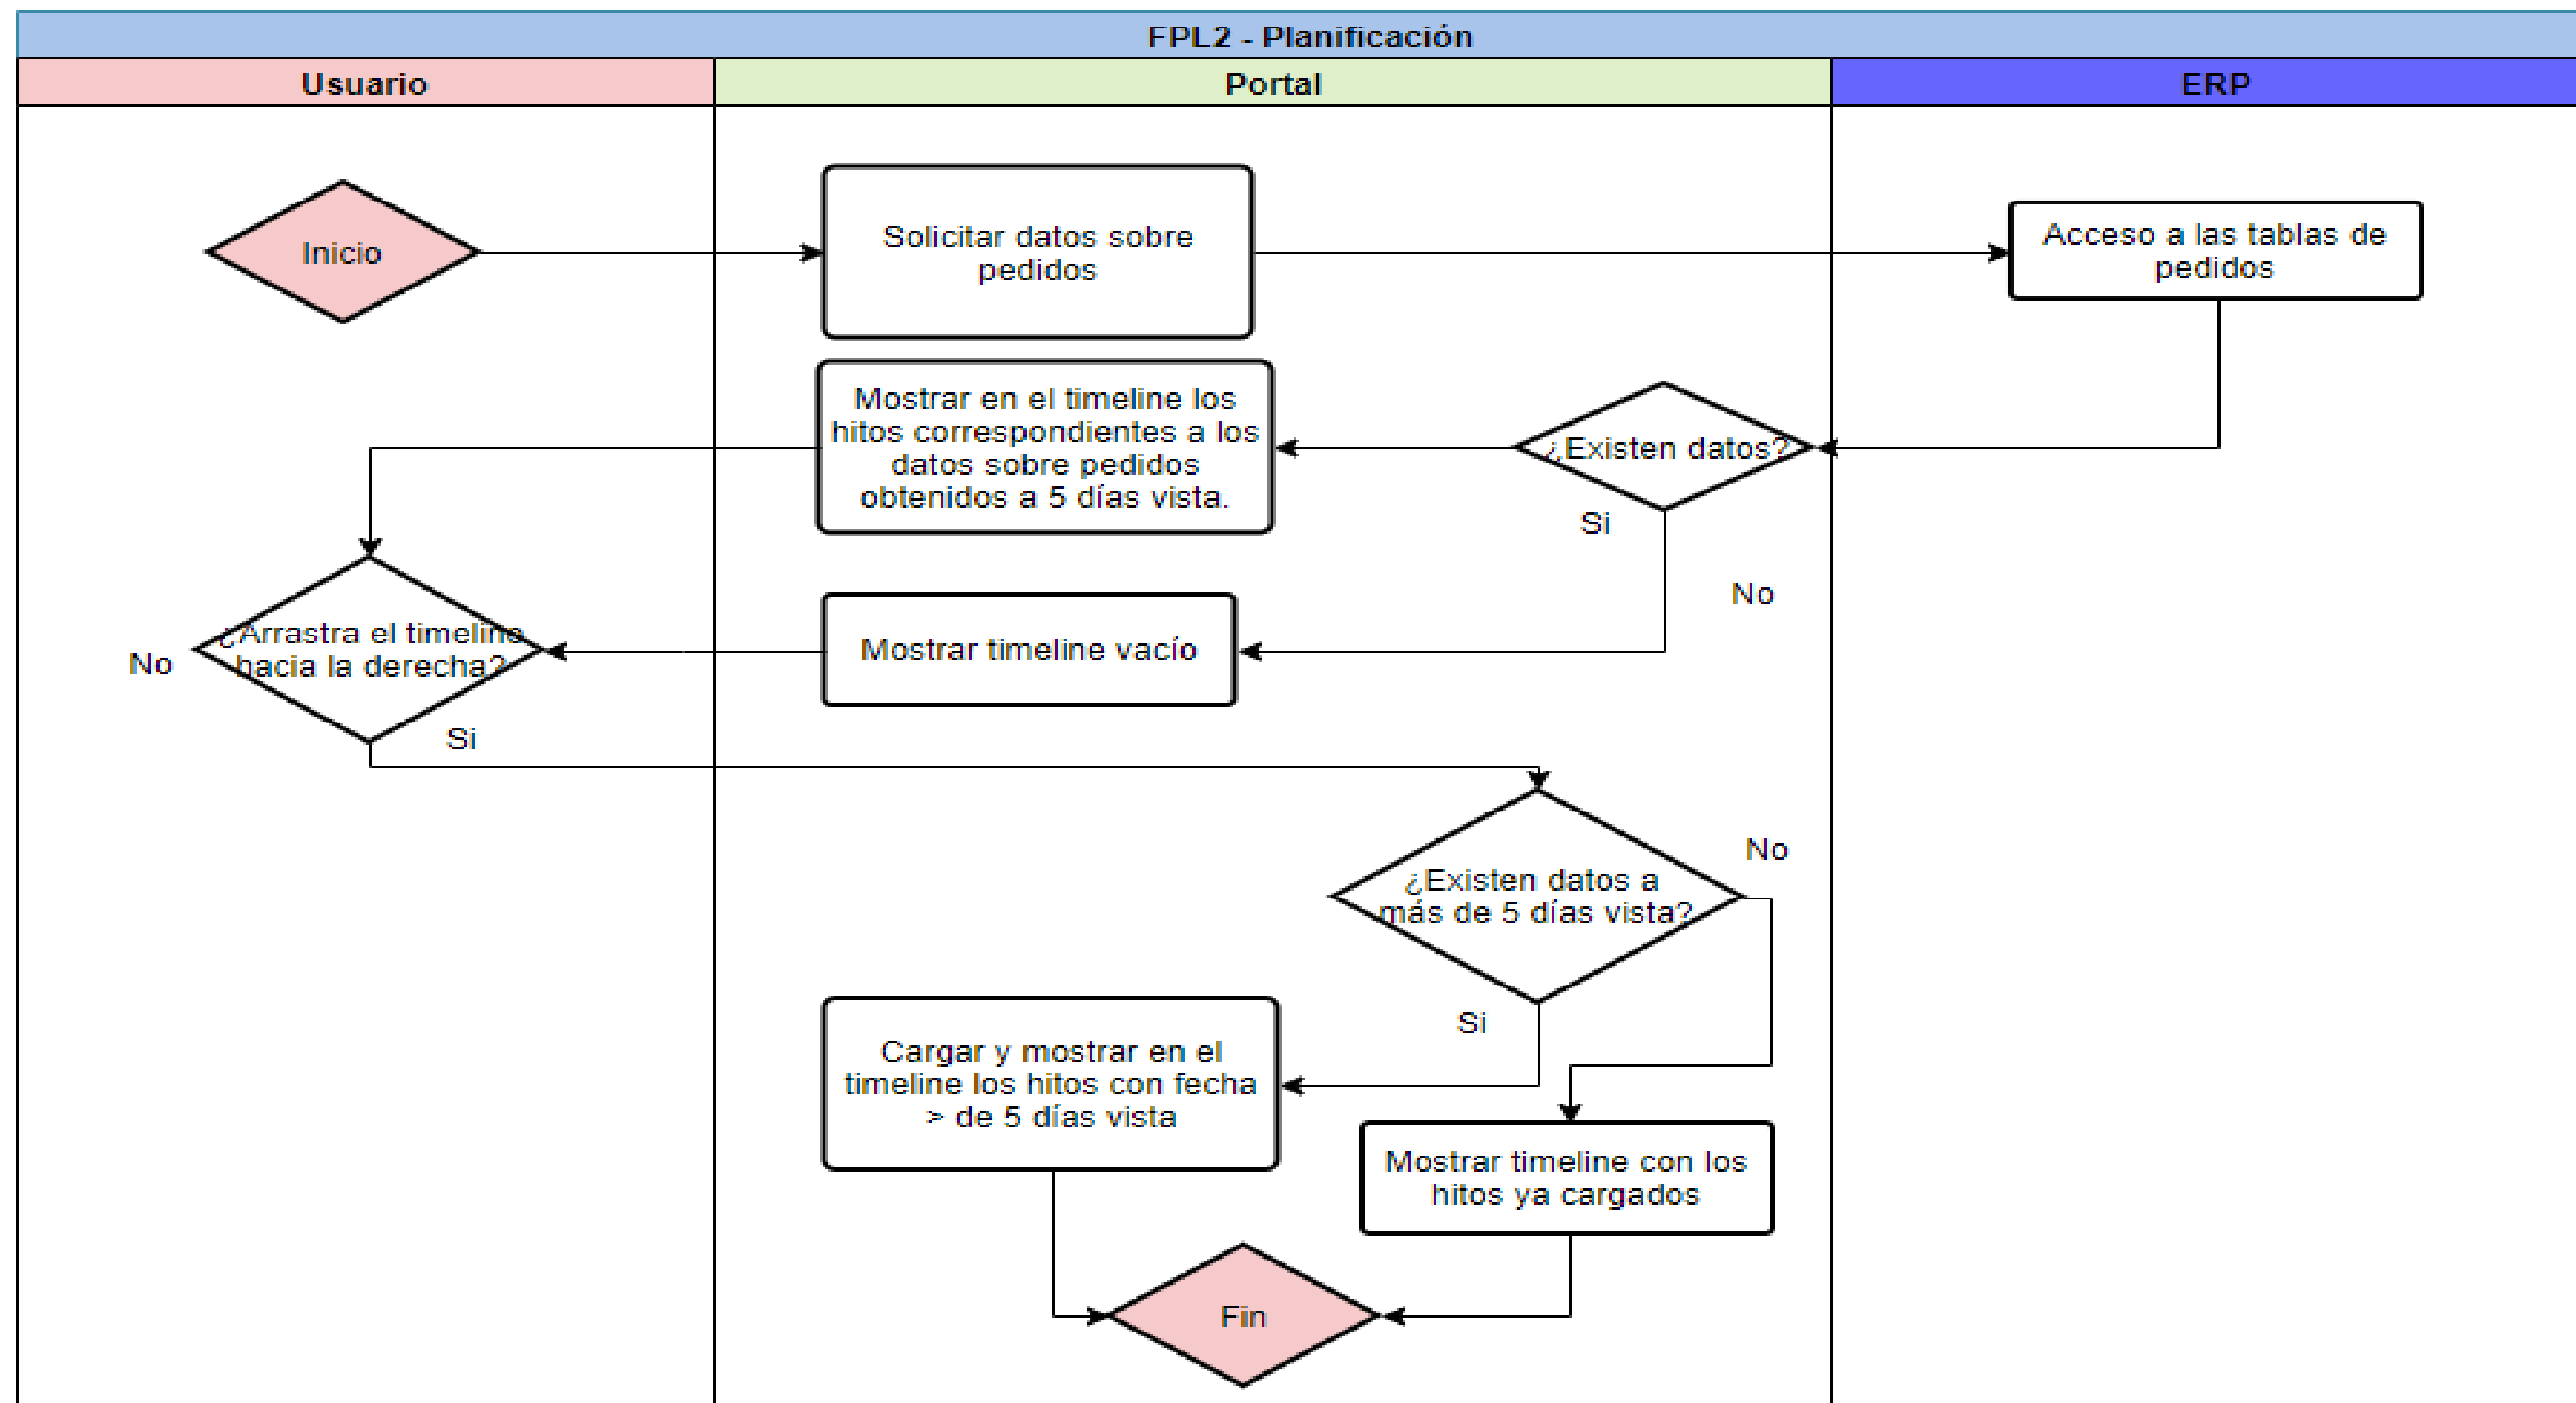 FPL2 - Planificación
Usuario
Portal
ERP
Inicio
Solicitar datos sobre
pedidos
Acceso a las tablas de
pedidos
Mostrar en el timeline los
hitos correspondientes a los
datos sobre pedidos
obtenidos a 5 días vista.
¿Existen datos?
Si
No
¿Arrastra el timeline
hacia la derecha?
No
Si
Mostrar timeline vacío
¿Existen datos a
más de 5 días vista?
No
Si
Cargar y mostrar en el
timeline los hitos con fecha
> de 5 días vista
Mostrar timeline con los
hitos ya cargados
Fin